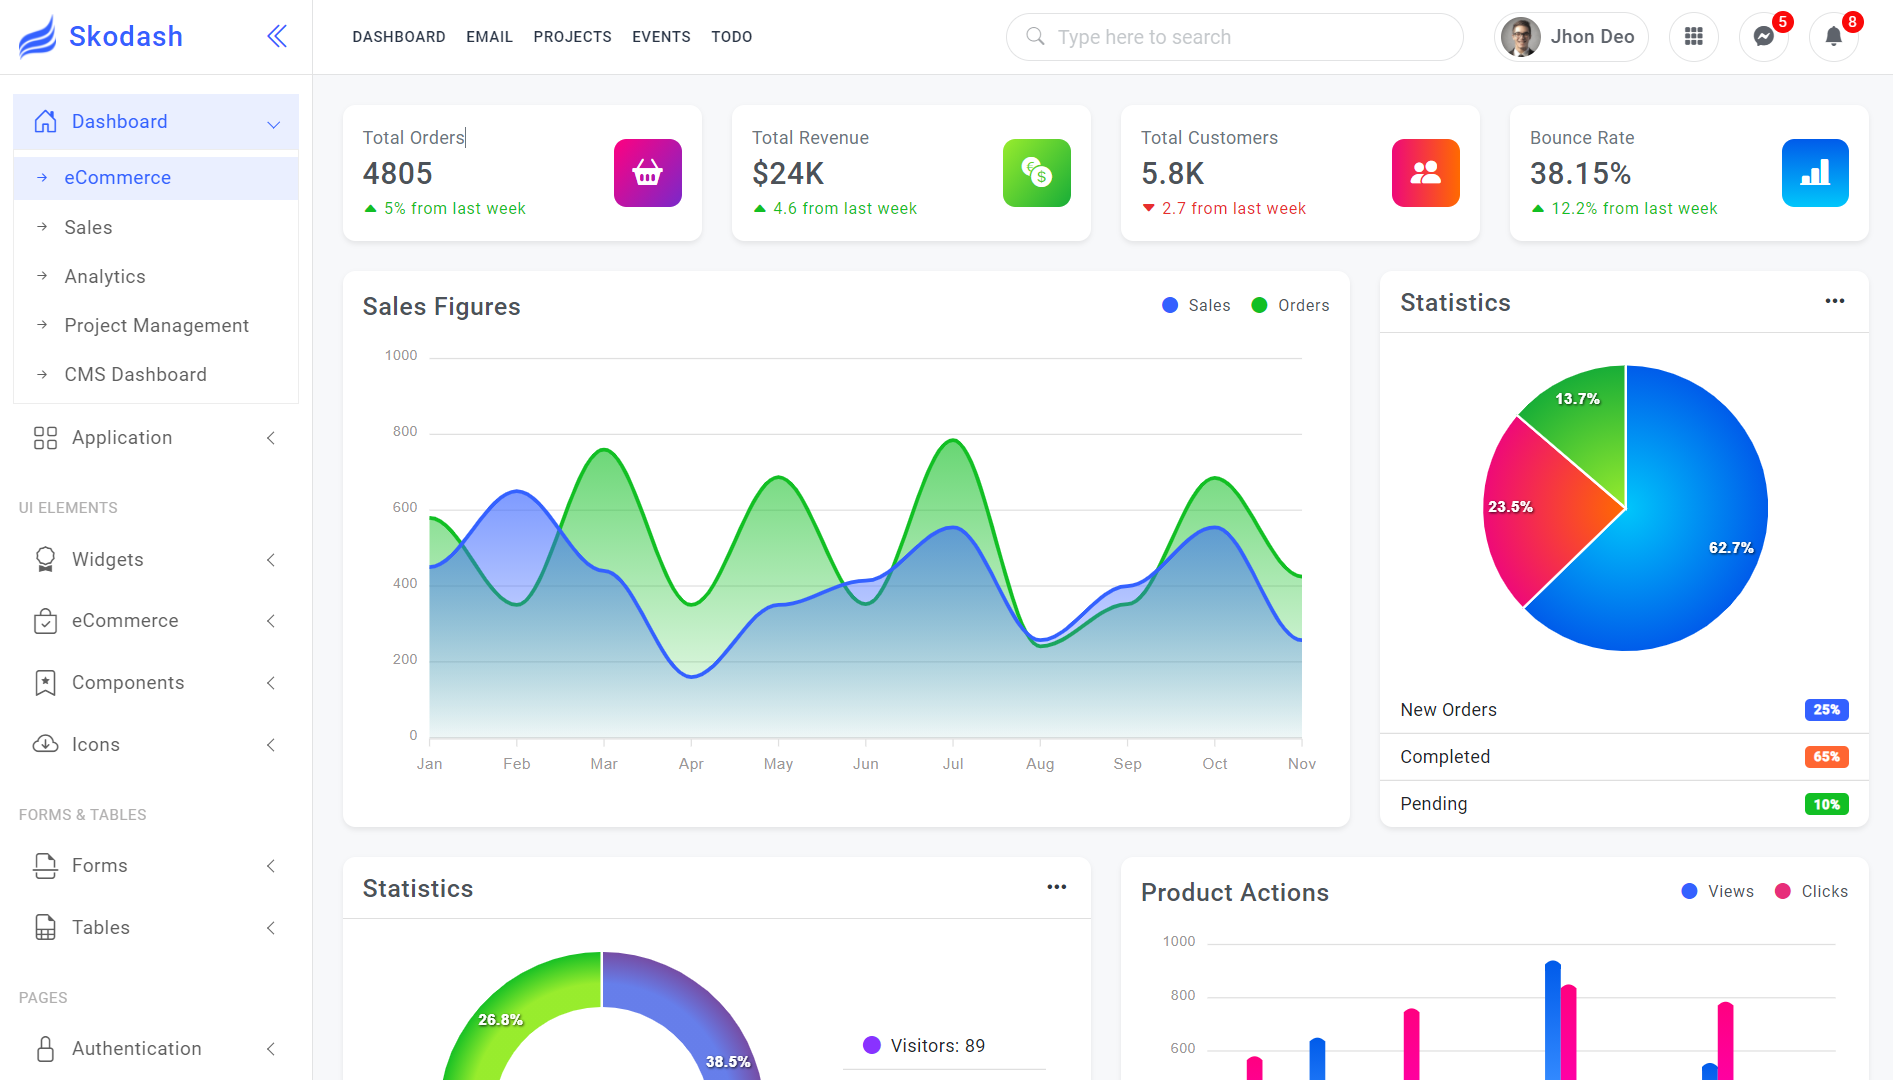 Skodash
DASHBOARD EMAIL PROJECTS EVENTS TODO
Type here to search
Jhon Deo
5
8
Dashboard
eCommerce
Sales
Analytics
Project Management
CMS Dashboard
Application
UI ELEMENTS
Widgets
eCommerce
Components
Icons
FORMS & TABLES
Forms
Tables
PAGES
Authentication
Total Orders
4805
5% from last week
Total Revenue
$24K
4.6 from last week
Total Customers
5.8K
2.7 from last week
Bounce Rate
38.15%
12.2% from last week
Sales Figures
Sales Orders
1000
800
600
400
200
0
Jan Feb Mar Apr May Jun Jul Aug Sep Oct Nov
Statistics
13.7%
23.5%
62.7%
New Orders 25%
Completed 65%
Pending 10%
Statistics
26.8%
38.5%
Visitors: 89
Product Actions
Views Clicks
1000
800
600